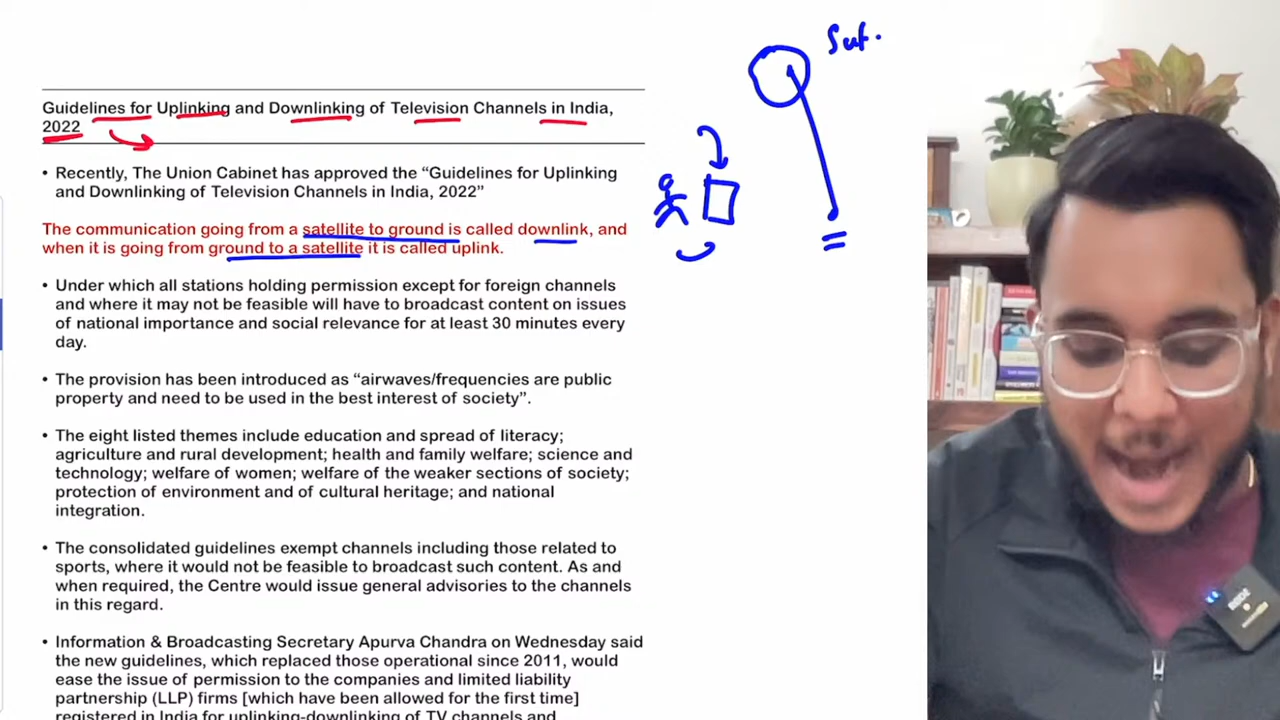 Sat.
Guidelines for Uplinking and Downlinking of Television Channels in India,
2022
• Recently, The Union Cabinet has approved the “Guidelines for Uplinking
and Downlinking of Television Channels in India, 2022”
The communication going from a satellite to ground is called downlink, and
when it is going from ground to a satellite it is called uplink.
• Under which all stations holding permission except for foreign channels
and where it may not be feasible will have to broadcast content on issues
of national importance and social relevance for at least 30 minutes every
day.
• The provision has been introduced as “airwaves/frequencies are public
property and need to be used in the best interest of society”.
• The eight listed themes include education and spread of literacy;
agriculture and rural development; health and family welfare; science and
technology; welfare of women; welfare of the weaker sections of society;
protection of environment and of cultural heritage; and national
integration.
• The consolidated guidelines exempt channels including those related to
sports, where it would not be feasible to broadcast such content. As and
when required, the Centre would issue general advisories to the channels
in this regard.
• Information & Broadcasting Secretary Apurva Chandra on Wednesday said
the new guidelines, which replaced those operational since 2011, would
ease the issue of permission to the companies and limited liability
partnership (LLP) firms [which have been allowed for the first time]
registered in India for uplinking-downlinking of TV channels and